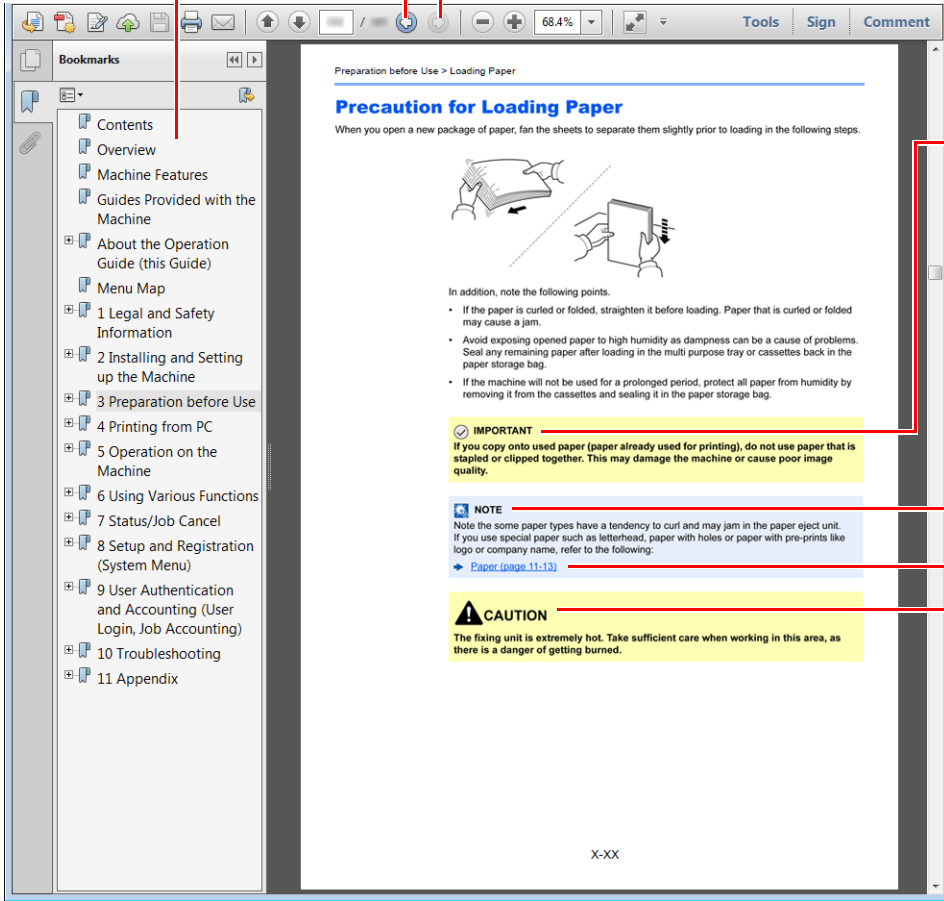 /
68.4%
Tools
Sign
Comment
Bookmarks
Contents
Overview
Machine Features
Guides Provided with the
Machine
About the Operation
Guide (this Guide)
Menu Map
1 Legal and Safety
Information
2 Installing and Setting
up the Machine
3 Preparation before Use
4 Printing from PC
5 Operation on the
Machine
6 Using Various Functions
7 Status/Job Cancel
8 Setup and Registration
(System Menu)
9 User Authentication
and Accounting (User
Login, Job Accounting)
10 Troubleshooting
11 Appendix
Preparation before Use > Loading Paper
Precaution for Loading Paper
When you open a new package of paper, fan the sheets to separate them slightly prior to loading in the following steps.
In addition, note the following points.
• If the paper is curled or folded, straighten it before loading. Paper that is curled or folded
may cause a jam.
• Avoid exposing opened paper to high humidity as dampness can be a cause of problems.
Seal any remaining paper after loading in the multi purpose tray or cassettes back in the
paper storage bag.
• If the machine will not be used for a prolonged period, protect all paper from humidity by
removing it from the cassettes and sealing it in the paper storage bag.
IMPORTANT
If you copy onto used paper (paper already used for printing), do not use paper that is
stapled or clipped together. This may damage the machine or cause poor image
quality.
NOTE
Note the some paper types have a tendency to curl and may jam in the paper eject unit.
If you use special paper such as letterhead, paper with holes or paper with pre-prints like
logo or company name, refer to the following:
Paper (page 11-13)
CAUTION
The fixing unit is extremely hot. Take sufficient care when working in this area, as
there is a danger of getting burned.
X-XX